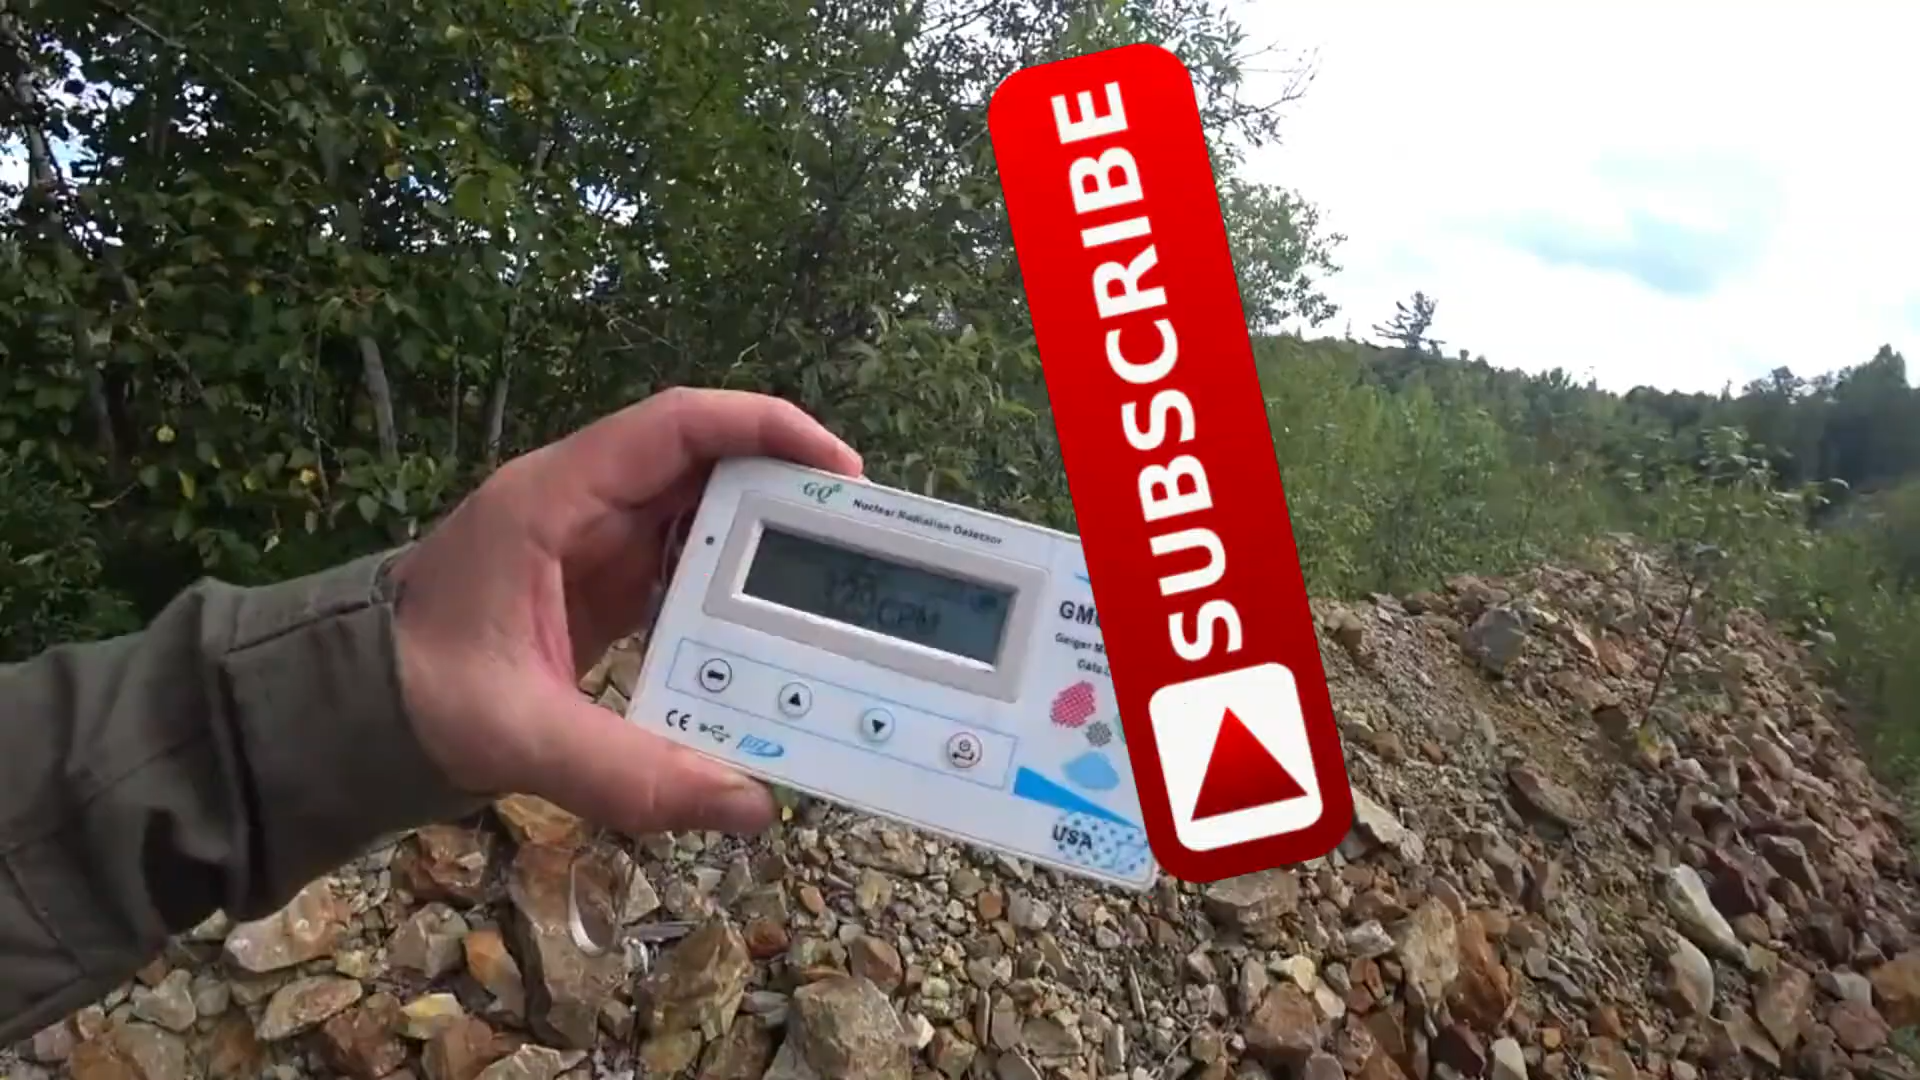 GQ
Nuclear Radiation Detector
CPM
GM
Geiger M
Data
CE
USA
SUBSCRIBE